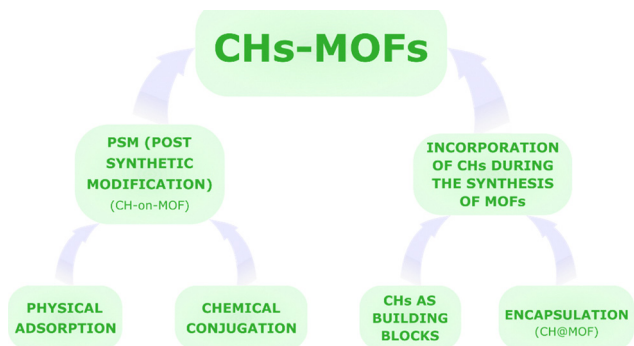 CHs-MOFs
PSM (POST
SYNTHETIC
MODIFICATION)
(CH-on-MOF)
INCORPORATION
OF CHs DURING
THE SYNTHESIS
OF MOFs
PHYSICAL
ADSORPTION
CHEMICAL
CONJUGATION
CHs AS
BUILDING
BLOCKS
ENCAPSULATION
(CH@MOF)